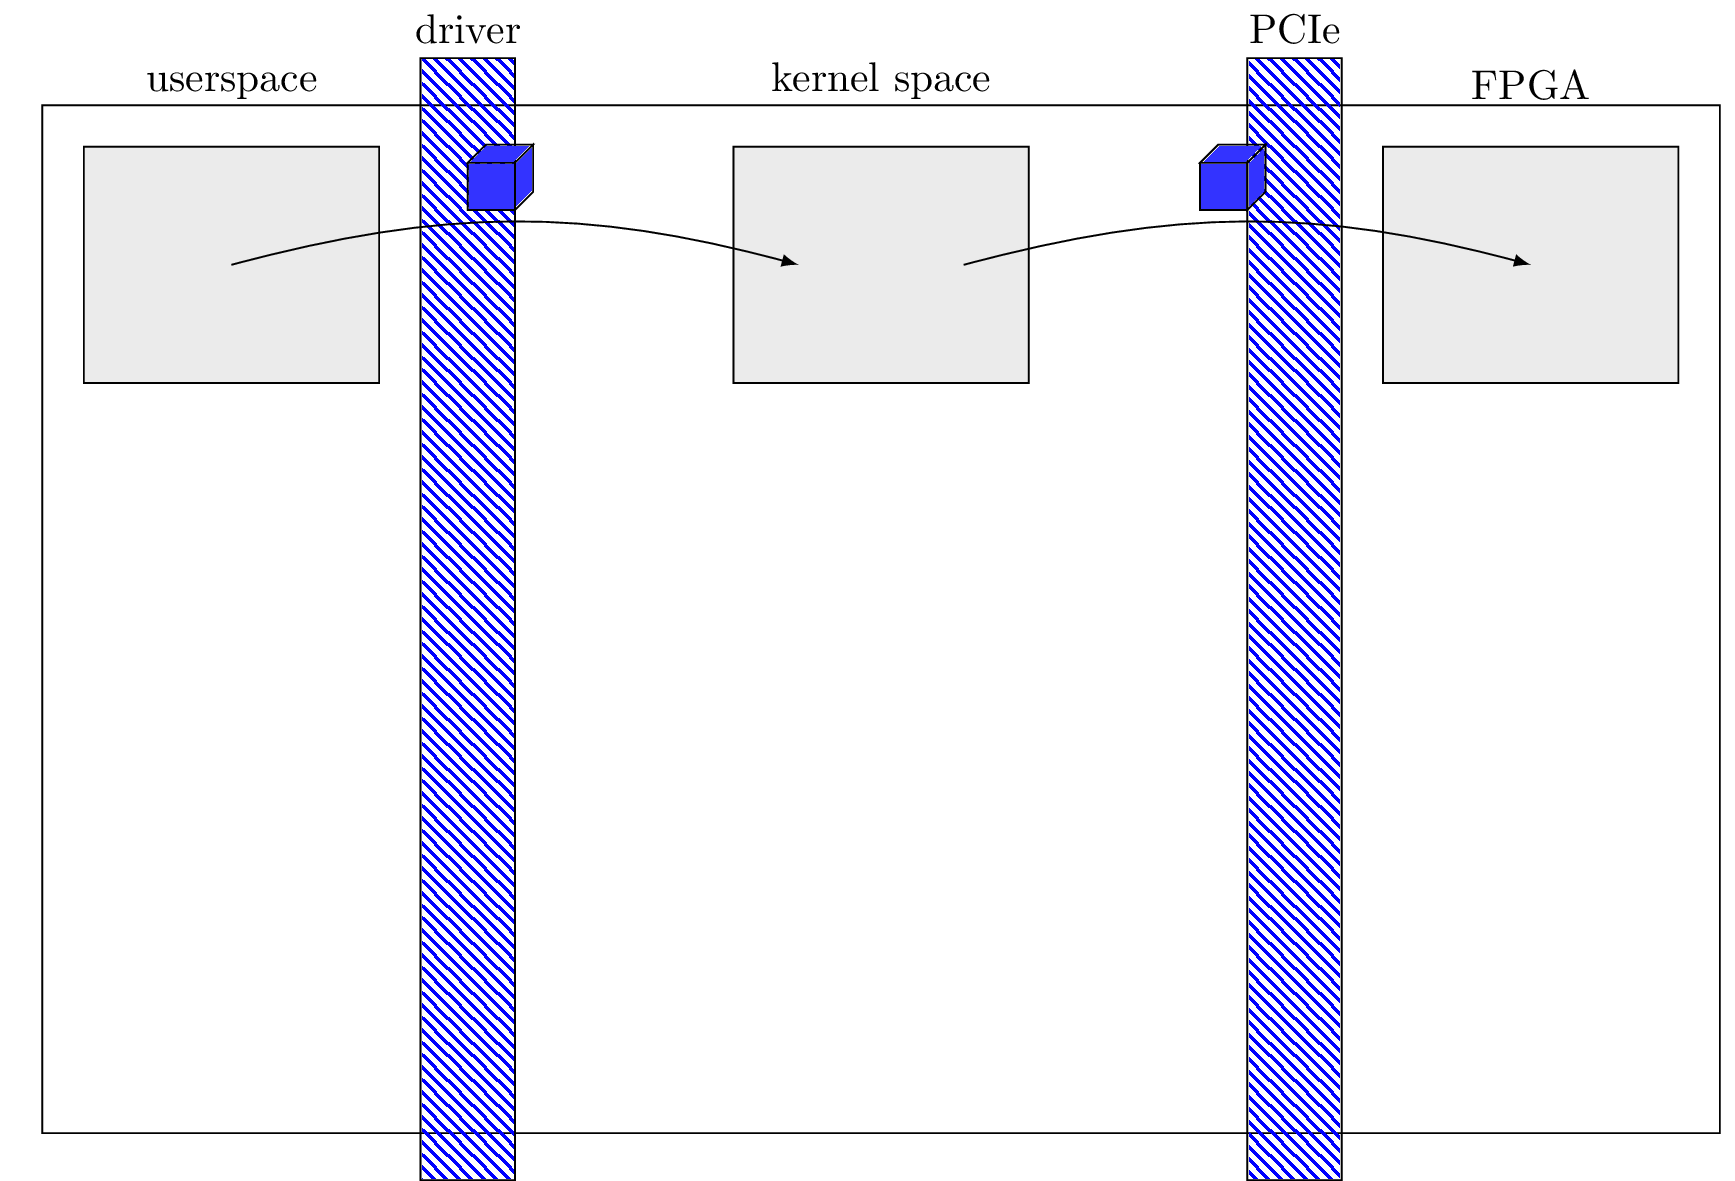 driver
PCIe
userspace
kernel space
FPGA